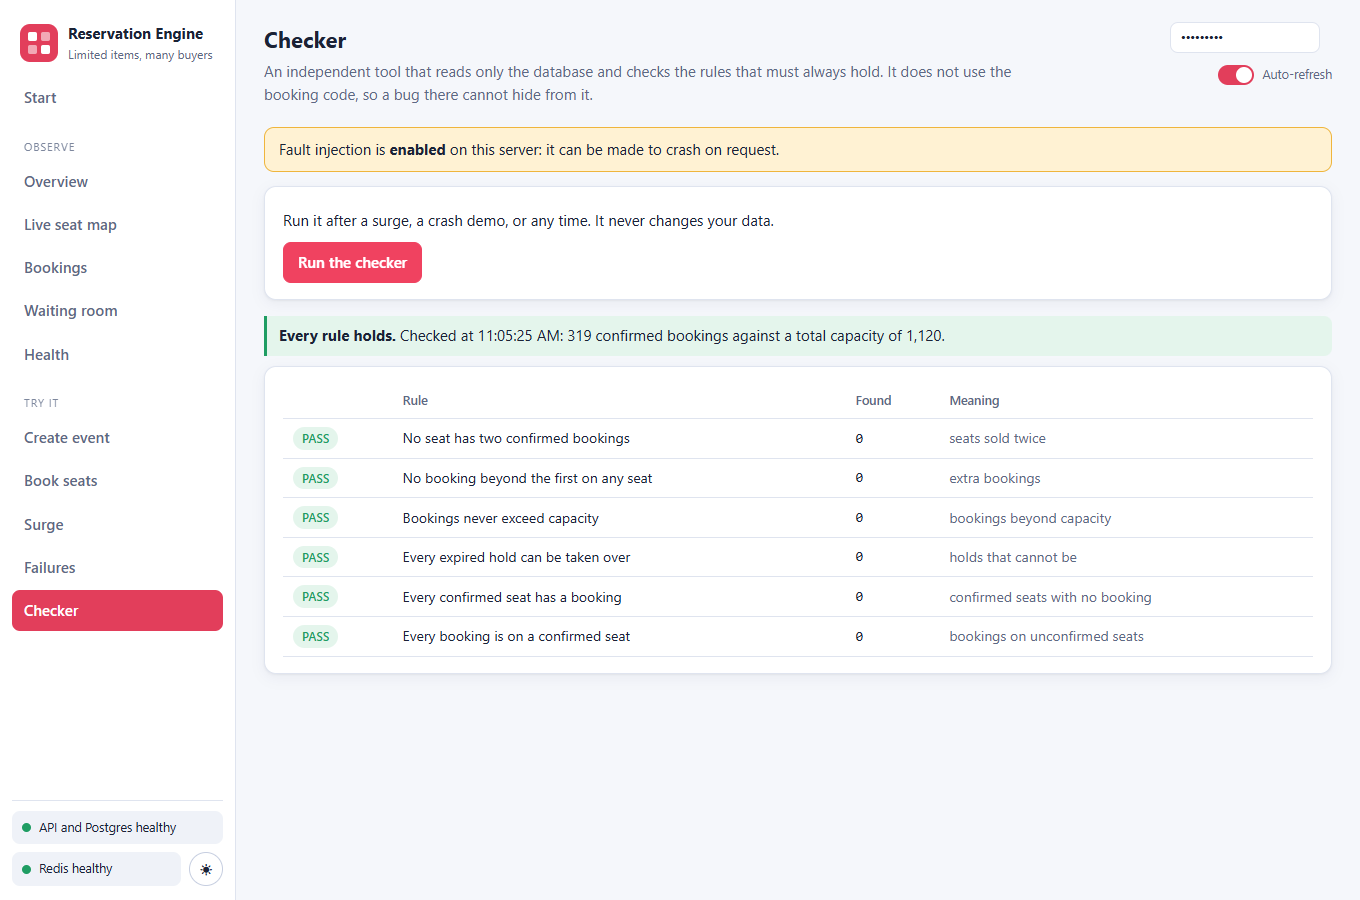 Reservation Engine
Limited items, many buyers
Start
OBSERVE
Overview
Live seat map
Bookings
Waiting room
Health
TRY IT
Create event
Book seats
Surge
Failures
Checker
API and Postgres healthy
Redis healthy
Checker
An independent tool that reads only the database and checks the rules that must always hold. It does not use the
booking code, so a bug there cannot hide from it.
•••••••••
Auto-refresh
Fault injection is enabled on this server: it can be made to crash on request.
Run it after a surge, a crash demo, or any time. It never changes your data.
Run the checker
Every rule holds. Checked at 11:05:25 AM: 319 confirmed bookings against a total capacity of 1,120.
Rule Found Meaning
PASS No seat has two confirmed bookings 0 seats sold twice
PASS No booking beyond the first on any seat 0 extra bookings
PASS Bookings never exceed capacity 0 bookings beyond capacity
PASS Every expired hold can be taken over 0 holds that cannot be
PASS Every confirmed seat has a booking 0 confirmed seats with no booking
PASS Every booking is on a confirmed seat 0 bookings on unconfirmed seats